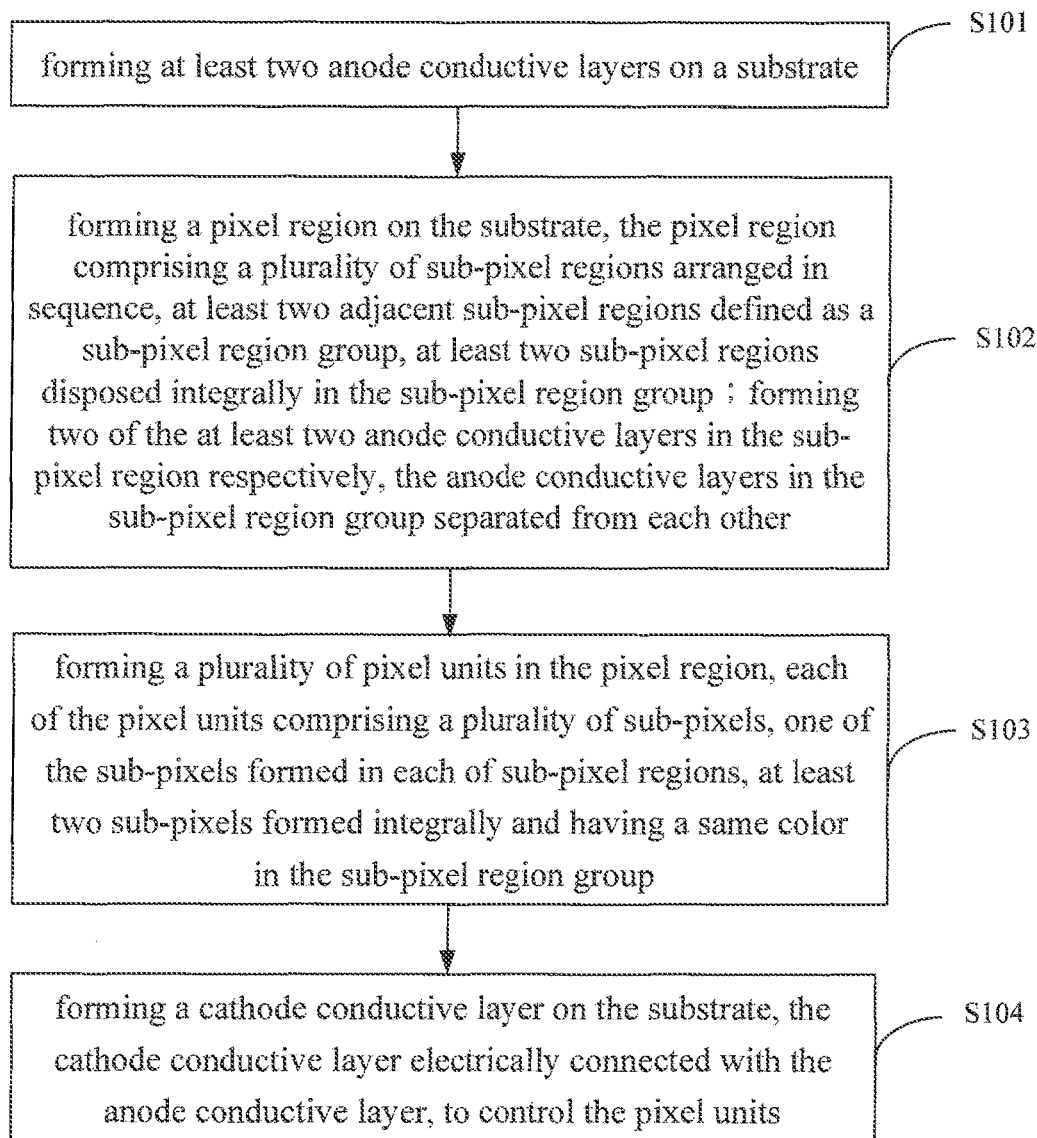 S101
forming at least two anode conductive layers on a substrate
forming a pixel region on the substrate, the pixel region
comprising a plurality of sub-pixel regions arranged in
sequence, at least two adjacent sub-pixel regions defined as a
sub-pixel region group, at least two sub-pixel regions
disposed integrally in the sub-pixel region group ; forming
two of the at least two anode conductive layers in the sub-
pixel region respectively, the anode conductive layers in the
sub-pixel region group separated from each other
S102
forming a plurality of pixel units in the pixel region, each
of the pixel units comprising a plurality of sub-pixels, one of
the sub-pixels formed in each of sub-pixel regions, at least
two sub-pixels formed integrally and having a same color
in the sub-pixel region group
S103
forming a cathode conductive layer on the substrate, the
cathode conductive layer electrically connected with the
anode conductive layer, to control the pixel units
S104